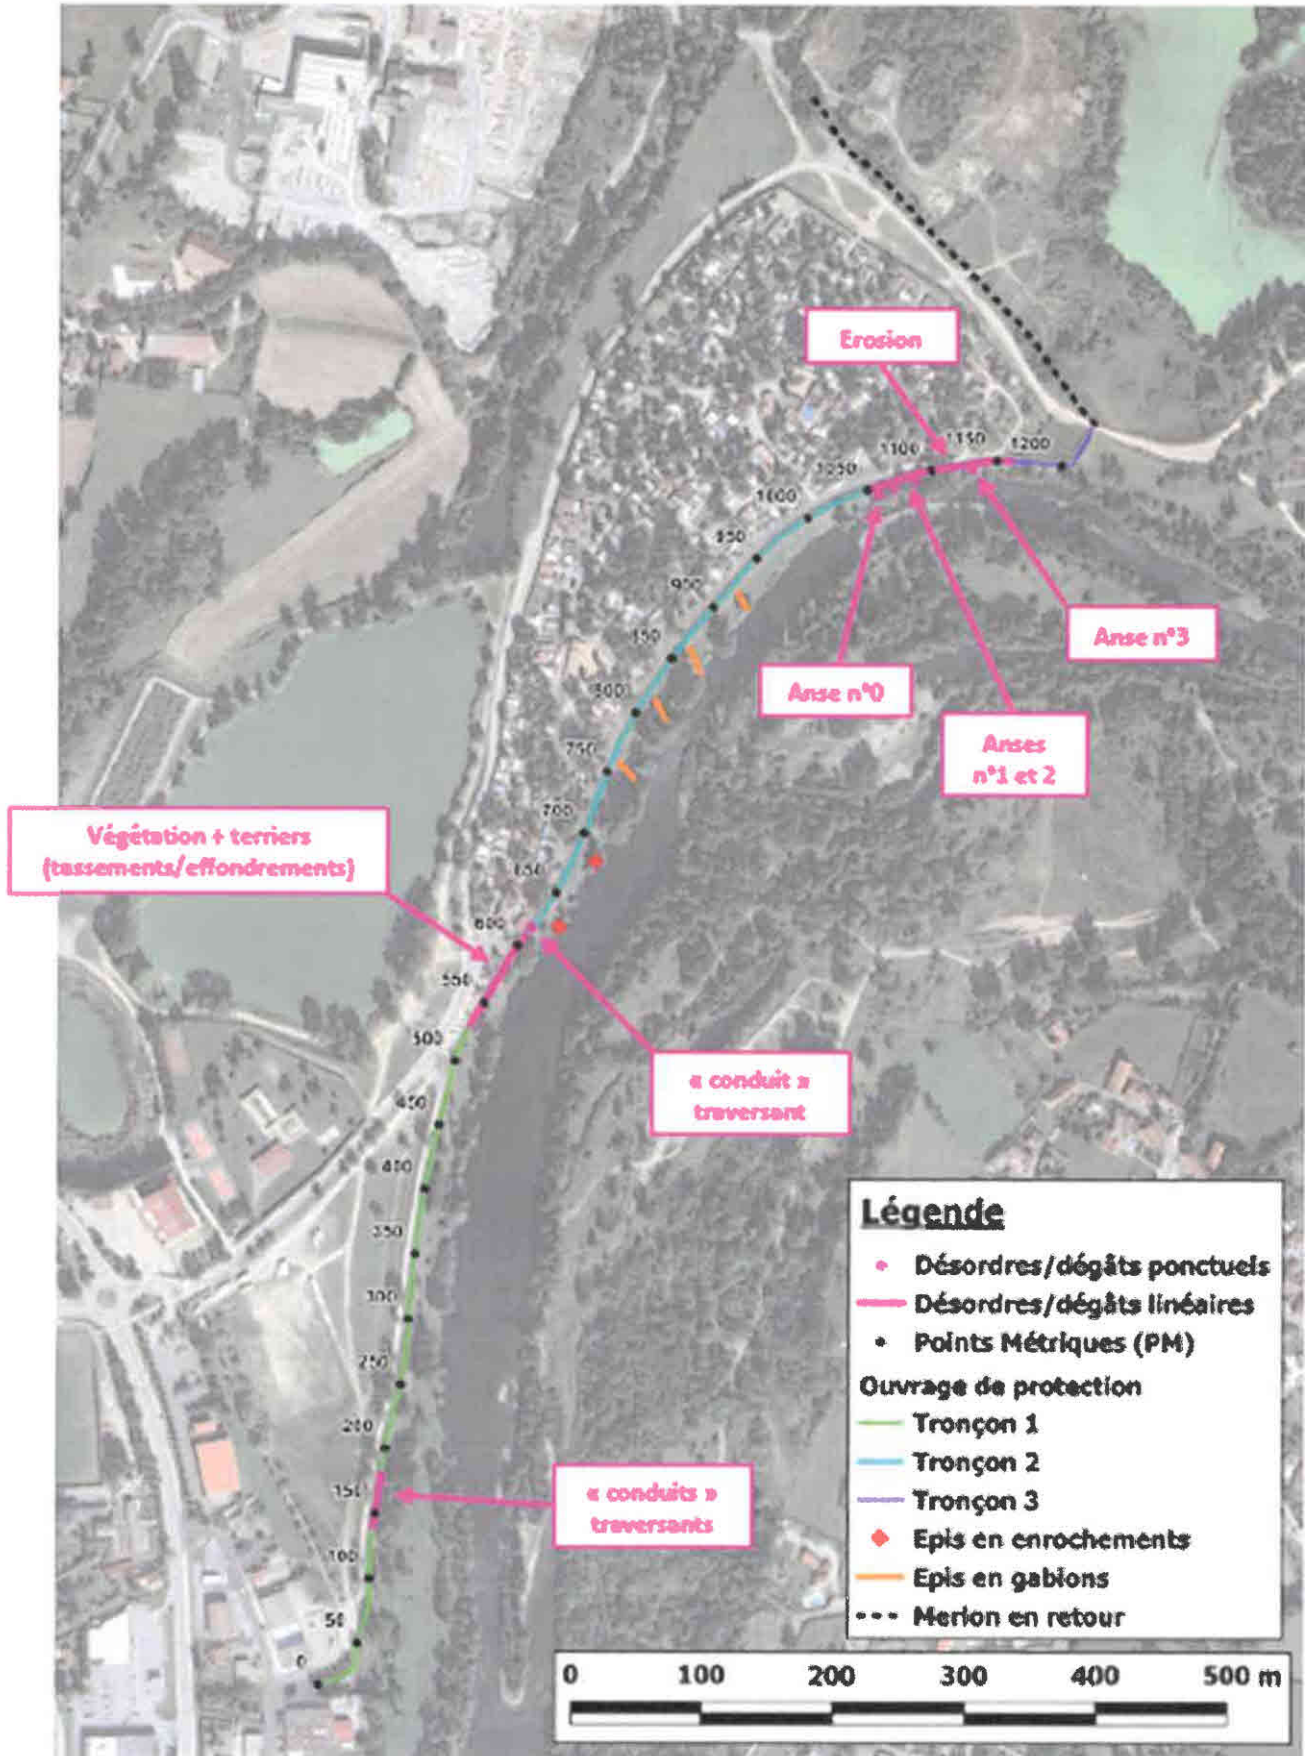 Erosion
1200
1150
1100
1050
1000
950
900
850
800
750
700
650
600
550
500
450
400
350
300
250
200
150
100
50
0
Anse n°3
Anse n°0
Anses
n°1 et 2
Végétation + terriers
(tassements/effondrements)
« conduit »
traversant
« conduits »
traversants
Légende
Désordres/dégâts ponctuels
Désordres/dégâts linéaires
Points Métriques (PM)
Ouvrage de protection
Tronçon 1
Tronçon 2
Tronçon 3
Epis en enrochements
Epis en gabions
Merlon en retour
0 100 200 300 400 500 m